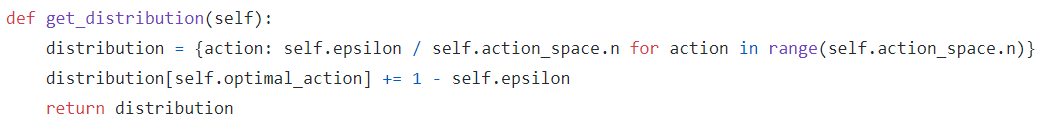 def get_distribution(self):
    distribution = {action: self.epsilon / self.action_space.n for action in range(self.action_space.n)}
    distribution[self.optimal_action] += 1 - self.epsilon
    return distribution